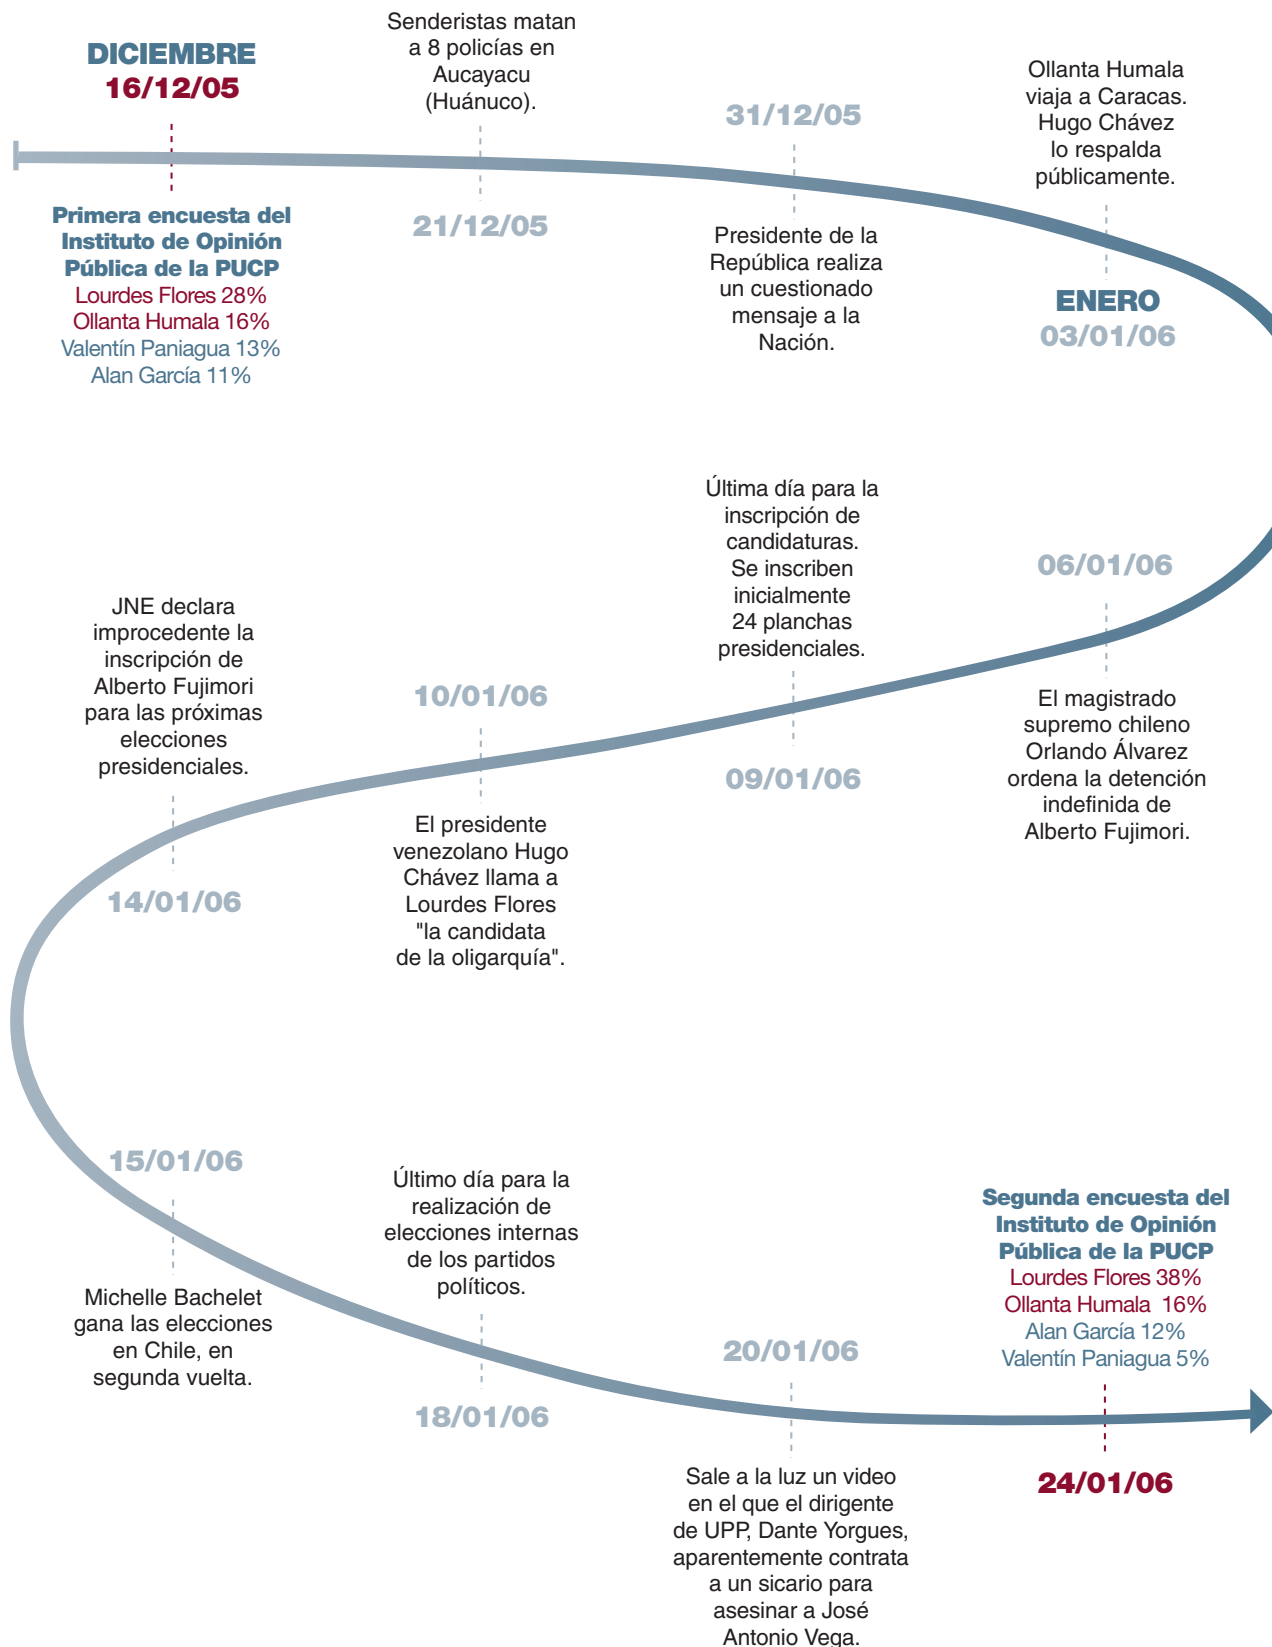 DICIEMBRE
16/12/05
Primera encuesta del
Instituto de Opinión
Pública de la PUCP
Lourdes Flores 28%
Ollanta Humala 16%
Valentín Paniagua 13%
Alan García 11%
Senderistas matan
a 8 policías en
Aucayacu
(Huánuco).
21/12/05
31/12/05
Presidente de la
República realiza
un cuestionado
mensaje a la
Nación.
Ollanta Humala
viaja a Caracas.
Hugo Chávez
lo respalda
públicamente.
ENERO
03/01/06
06/01/06
El magistrado
supremo chileno
Orlando Álvarez
ordena la detención
indefinida de
Alberto Fujimori.
Última día para la
inscripción de
candidaturas.
Se inscriben
inicialmente
24 planchas
presidenciales.
09/01/06
10/01/06
El presidente
venezolano Hugo
Chávez llama a
Lourdes Flores
"la candidata
de la oligarquía".
JNE declara
improcedente la
inscripción de
Alberto Fujimori
para las próximas
elecciones
presidenciales.
14/01/06
15/01/06
Michelle Bachelet
gana las elecciones
en Chile, en
segunda vuelta.
Último día para la
realización de
elecciones internas
de los partidos
políticos.
18/01/06
20/01/06
Sale a la luz un video
en el que el dirigente
de UPP, Dante Yorgues,
aparentemente contrata
a un sicario para
asesinar a José
Antonio Vega.
Segunda encuesta del
Instituto de Opinión
Pública de la PUCP
Lourdes Flores 38%
Ollanta Humala 16%
Alan García 12%
Valentín Paniagua 5%
24/01/06